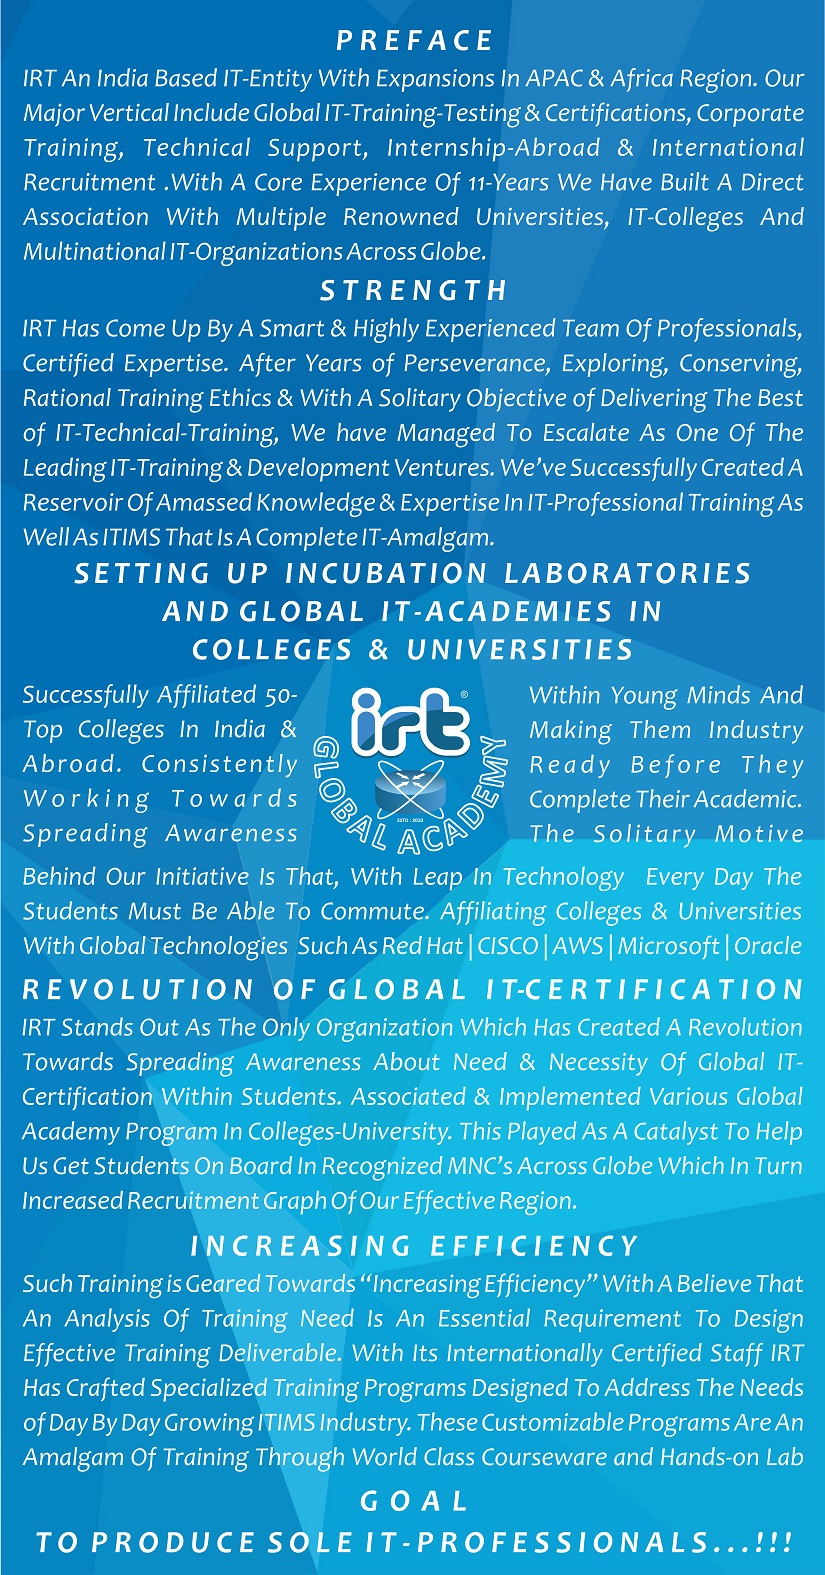 PREFACE
IRT An India Based IT-Entity With Expansions In APAC & Africa Region. Our
Major Vertical Include Global IT-Training-Testing & Certifications, Corporate
Training, Technical Support, Internship-Abroad & International
Recruitment .With A Core Experience Of 11-Years We Have Built A Direct
Association With Multiple Renowned Universities, IT-Colleges And
Multinational IT-Organizations Across Globe.
STRENGTH
IRT Has Come Up By A Smart & Highly Experienced Team Of Professionals,
Certified Expertise. After Years of Perseverance, Exploring, Conserving,
Rational Training Ethics & With A Solitary Objective of Delivering The Best
of IT-Technical-Training, We have Managed To Escalate As One Of The
Leading IT-Training & Development Ventures. We've Successfully Created A
Reservoir Of Amassed Knowledge & Expertise In IT-Professional Training As
Well As ITIMS That Is A Complete IT-Amalgam.
SETTING UP INCUBATION LABORATORIES
AND GLOBAL IT-ACADEMIES IN
COLLEGES & UNIVERSITIES
Successfully Affiliated 50-
Top Colleges In India &
Abroad. Consistently
Working Towards
Spreading Awareness
irt®
ESTD : 2010
GLOBAL ACADEMY
Within Young Minds And
Making Them Industry
Ready Before They
Complete Their Academic.
The Solitary Motive
Behind Our Initiative Is That, With Leap In Technology Every Day The
Students Must Be Able To Commute. Affiliating Colleges & Universities
With Global Technologies Such As Red Hat | CISCO | AWS | Microsoft | Oracle
REVOLUTION OF GLOBAL IT-CERTIFICATION
IRT Stands Out As The Only Organization Which Has Created A Revolution
Towards Spreading Awareness About Need & Necessity Of Global IT-
Certification Within Students. Associated & Implemented Various Global
Academy Program In Colleges-University. This Played As A Catalyst To Help
Us Get Students On Board In Recognized MNC's Across Globe Which In Turn
Increased Recruitment Graph Of Our Effective Region.
INCREASING EFFICIENCY
Such Training is Geared Towards “Increasing Efficiency” With A Believe That
An Analysis Of Training Need Is An Essential Requirement To Design
Effective Training Deliverable. With Its Internationally Certified Staff IRT
Has Crafted Specialized Training Programs Designed To Address The Needs
of Day By Day Growing ITIMS Industry. These Customizable Programs Are An
Amalgam Of Training Through World Class Courseware and Hands-on Lab
GOAL
TO PRODUCE SOLE IT-PROFESSIONALS...!!!